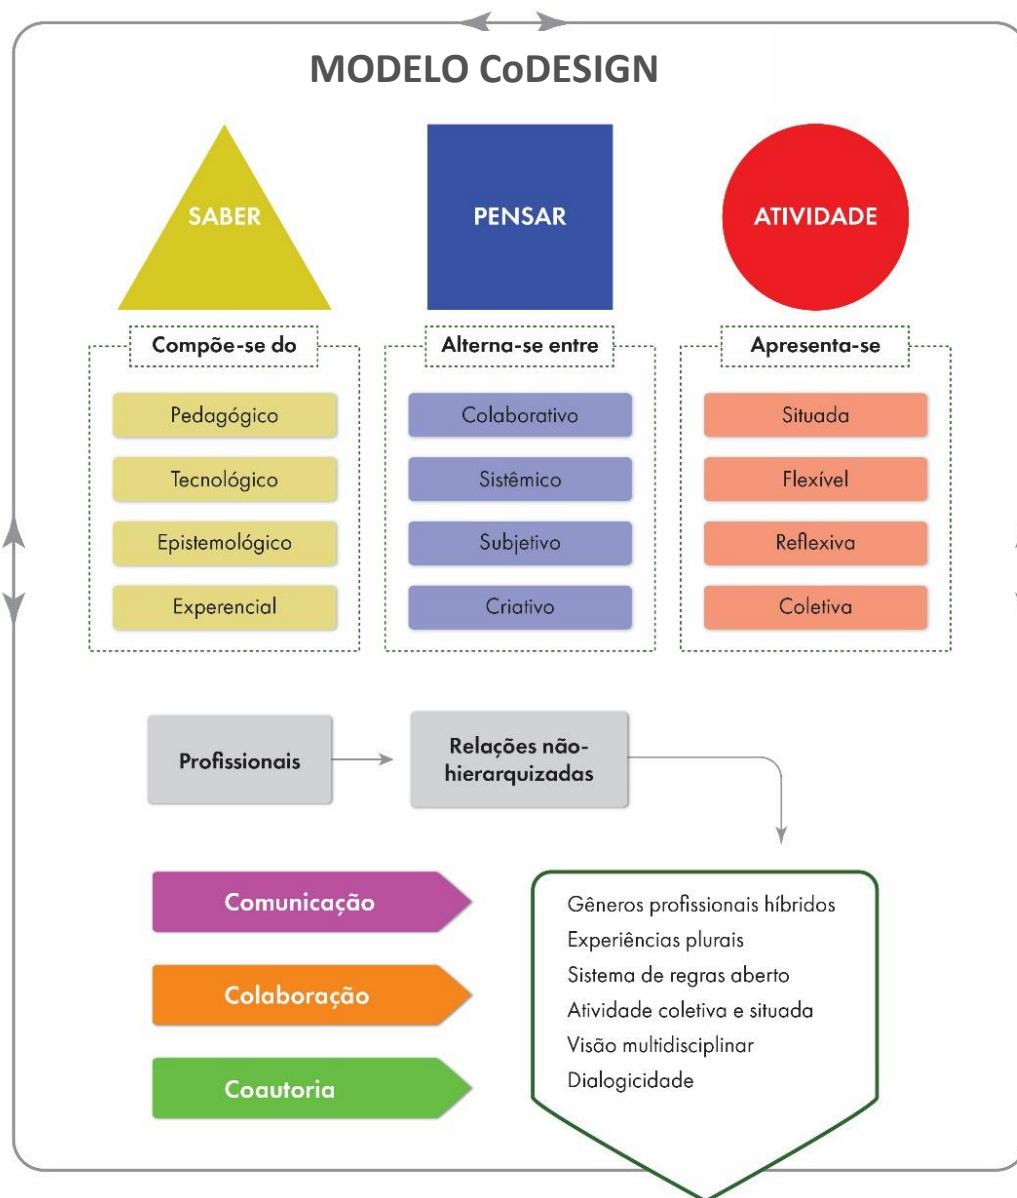 MODELO CoDESIGN
SABER
PENSAR
ATIVIDADE
Compõe-se do
Pedagógico
Tecnológico
Epistemológico
Experencial
Alterna-se entre
Colaborativo
Sistêmico
Subjetivo
Criativo
Apresenta-se
Situada
Flexível
Reflexiva
Coletiva
Profissionais
Relações não-
hierarquizadas
Comunicação
Colaboração
Coautoria
Gêneros profissionais híbridos
Experiências plurais
Sistema de regras aberto
Atividade coletiva e situada
Visão multidisciplinar
Dialogicidade